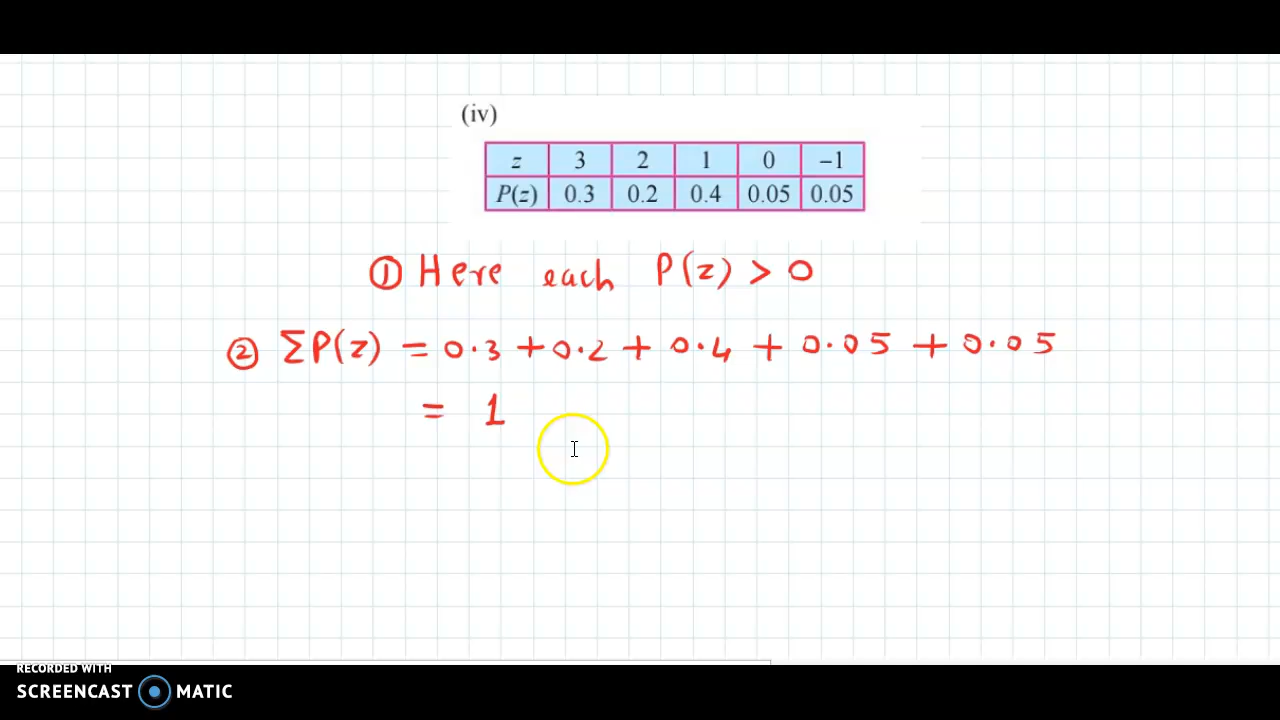 (iv)
z 3 2 1 0 –1
P(z) 0.3 0.2 0.4 0.05 0.05
① Here each P(z) > 0
② ΣP(z) = 0.3 + 0.2 + 0.4 + 0.05 + 0.05
= 1
RECORDED WITH
SCREENCAST MATIC